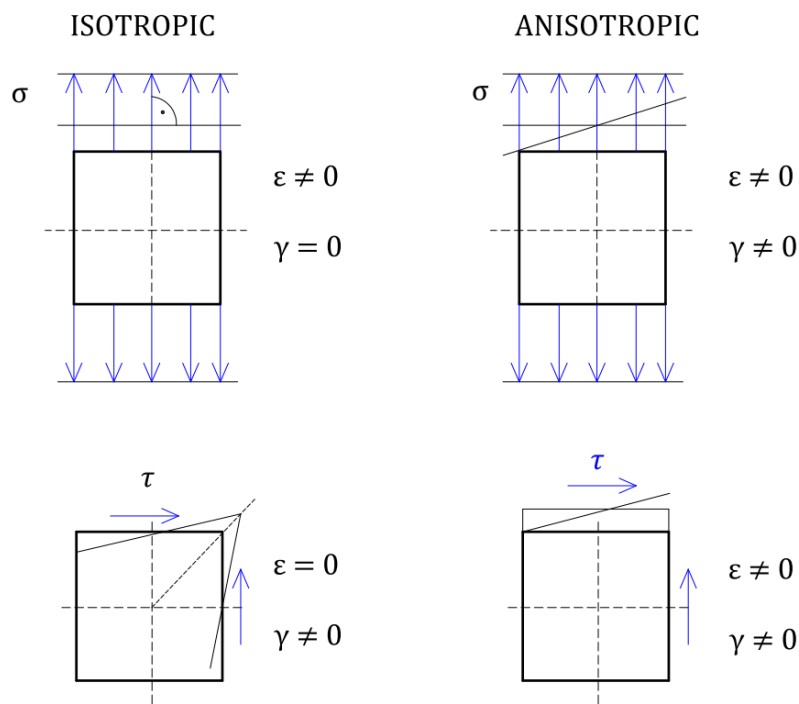 ISOTROPIC
ANISOTROPIC
σ
σ
ε ≠ 0
γ = 0
ε ≠ 0
γ ≠ 0
τ
τ
ε = 0
γ ≠ 0
ε ≠ 0
γ ≠ 0